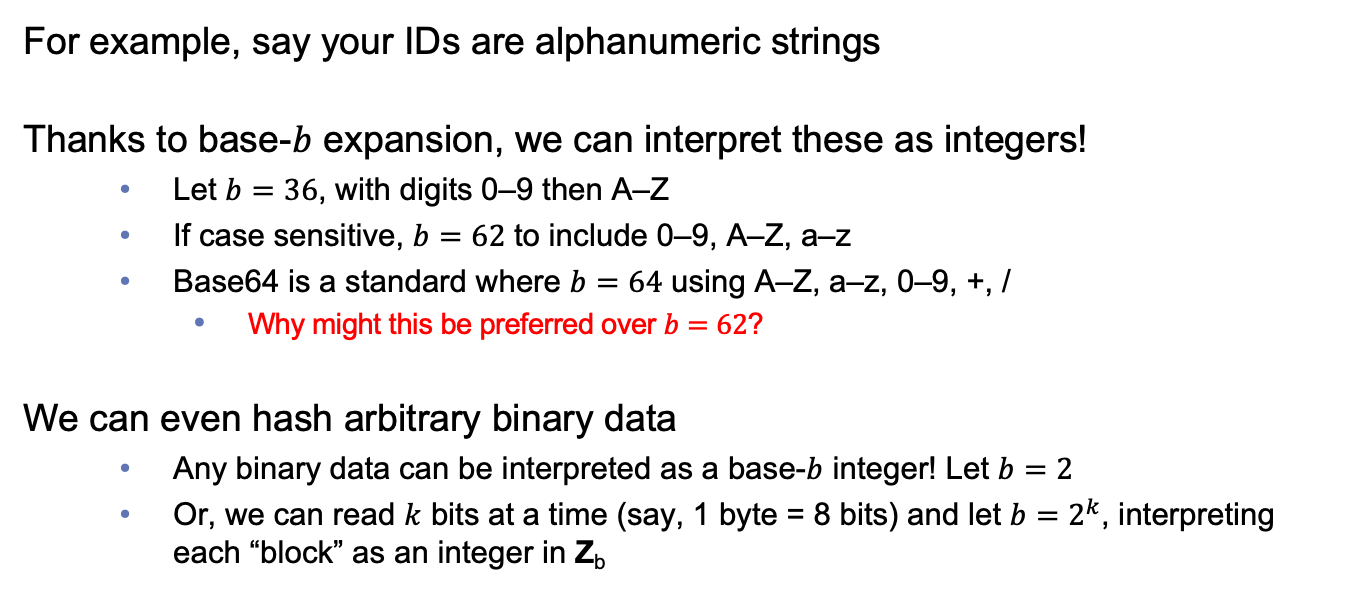 For example, say your IDs are alphanumeric strings
Thanks to base-b expansion, we can interpret these as integers!
• Let b = 36, with digits 0–9 then A–Z
• If case sensitive, b = 62 to include 0–9, A–Z, a–z
• Base64 is a standard where b = 64 using A–Z, a–z, 0–9, +, /
• Why might this be preferred over b = 62?
We can even hash arbitrary binary data
• Any binary data can be interpreted as a base-b integer! Let b = 2
• Or, we can read k bits at a time (say, 1 byte = 8 bits) and let b = 2ᵏ, interpreting
each “block” as an integer in Z_b